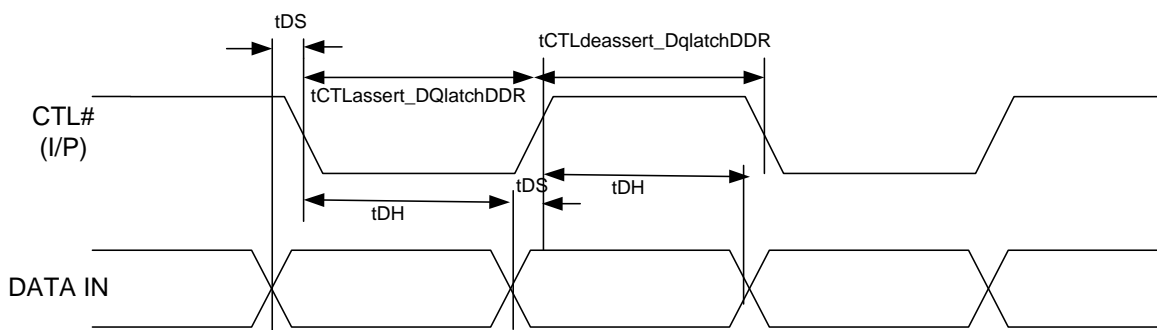 tDS
tCTLdeassert_DqlatchDDR
tCTLassert_DQlatchDDR
CTL#
(I/P)
tDS
tDH
tDH
DATA IN